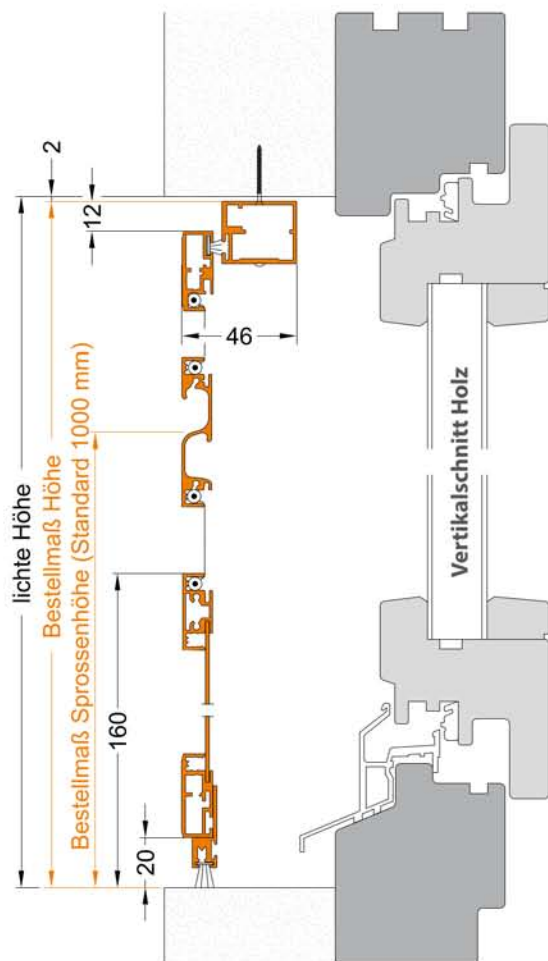 2
12
46
lichte Höhe
Bestellmaß Höhe
Bestellmaß Sprossenhöhe (Standard 1000 mm)
Vertikalschnitt Holz
160
20